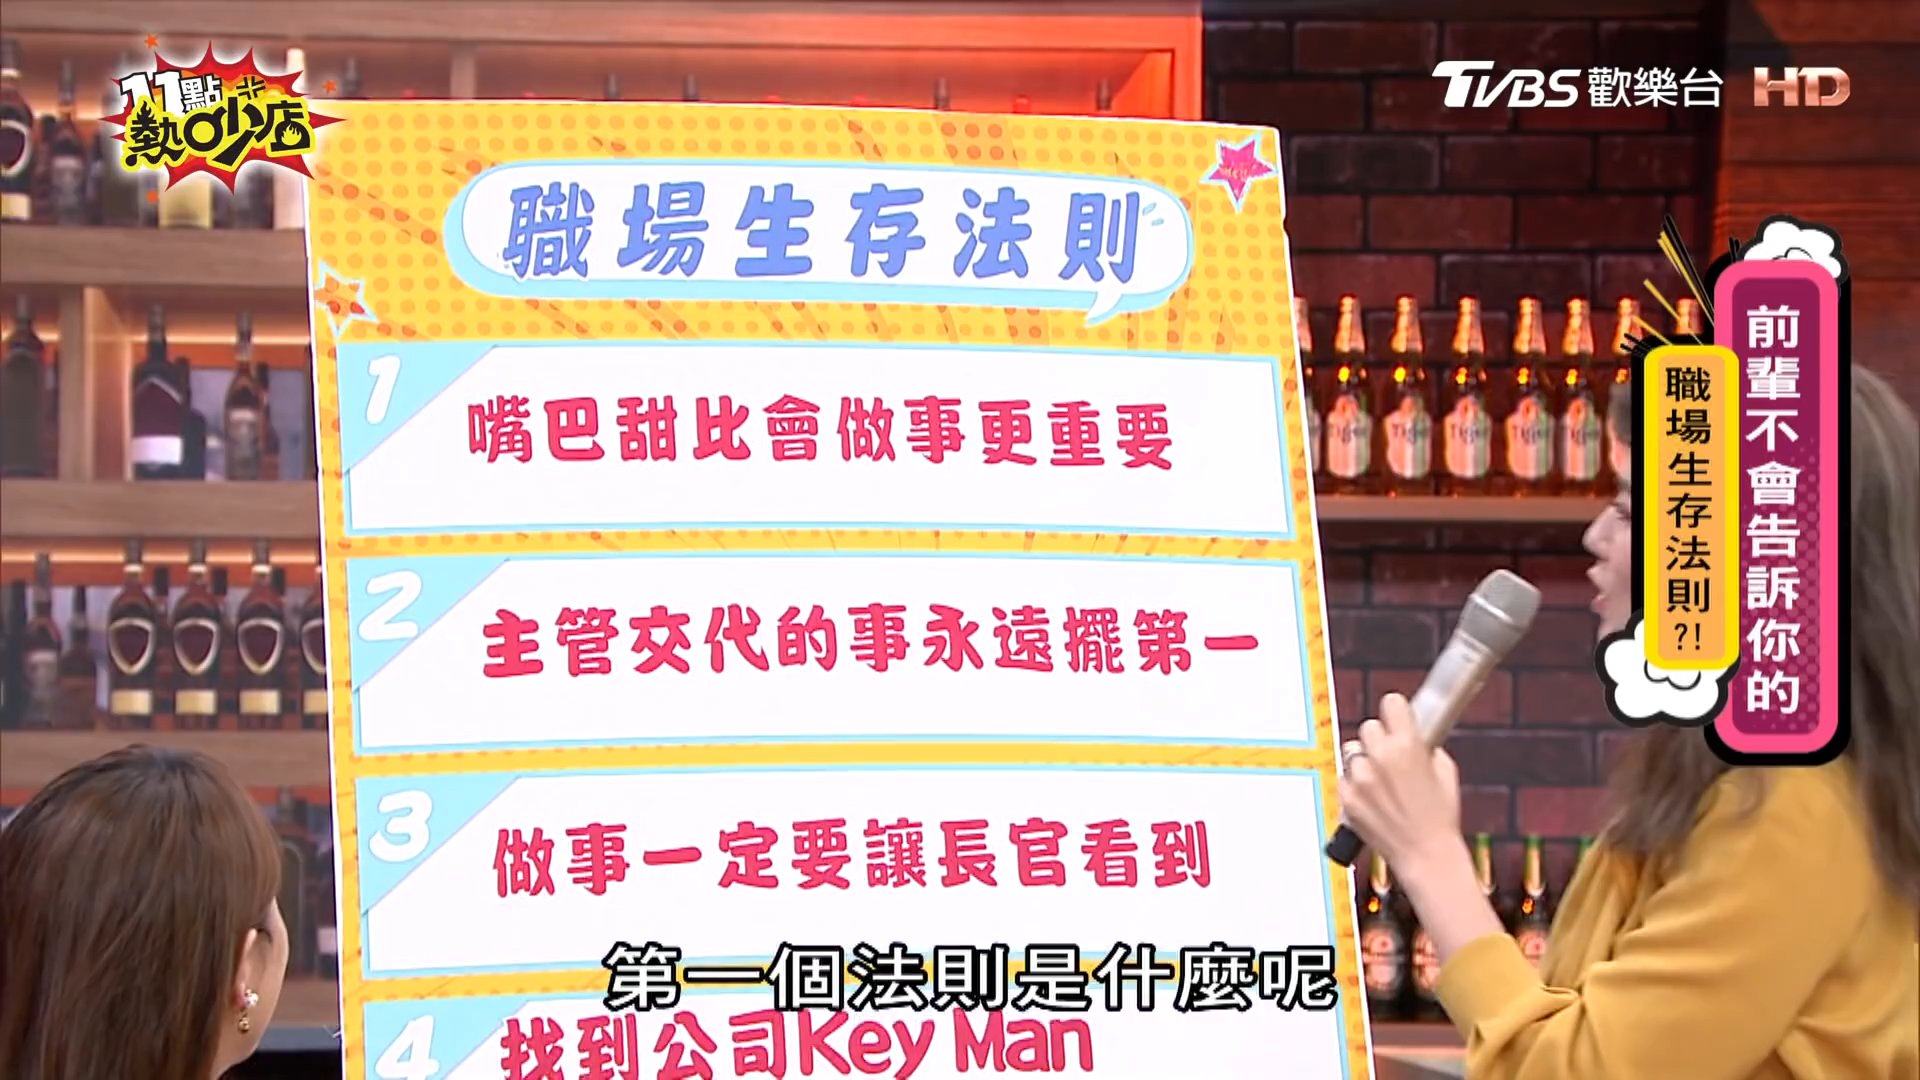 11點
熱吵店
TVBS歡樂台 HD
職場生存法則
1
嘴巴甜比會做事更重要
2
主管交代的事永遠擺第一
3
做事一定要讓長官看到
4
找到公司Key Man
前輩不會告訴你的
職場生存法則?!
第一個法則是什麼呢
Tiger
Tiger
Tiger
Tiger